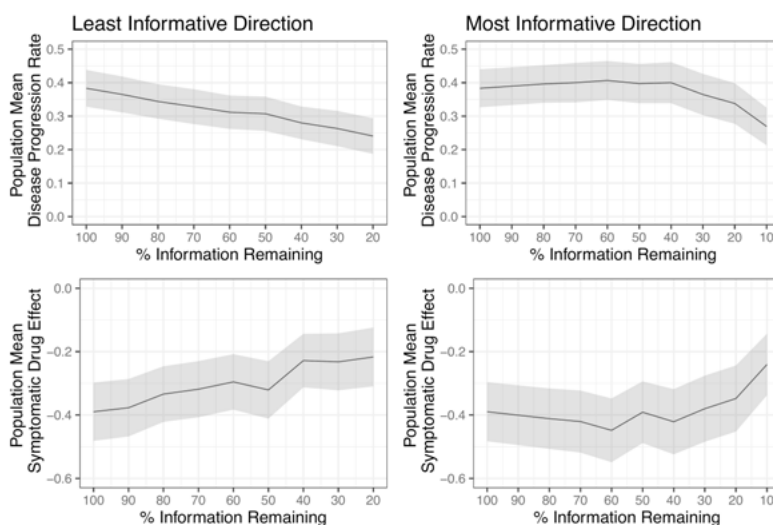 Least Informative Direction
Population Mean
Disease Progression Rate
0.5
0.4
0.3
0.2
0.1
0.0
100 90 80 70 60 50 40 30 20
% Information Remaining
Most Informative Direction
Population Mean
Disease Progression Rate
0.5
0.4
0.3
0.2
0.1
0.0
100 90 80 70 60 50 40 30 20 10
% Information Remaining
Population Mean
Symptomatic Drug Effect
0.0
−0.2
−0.4
−0.6
100 90 80 70 60 50 40 30 20
% Information Remaining
Population Mean
Symptomatic Drug Effect
0.0
−0.2
−0.4
−0.6
100 90 80 70 60 50 40 30 20 10
% Information Remaining